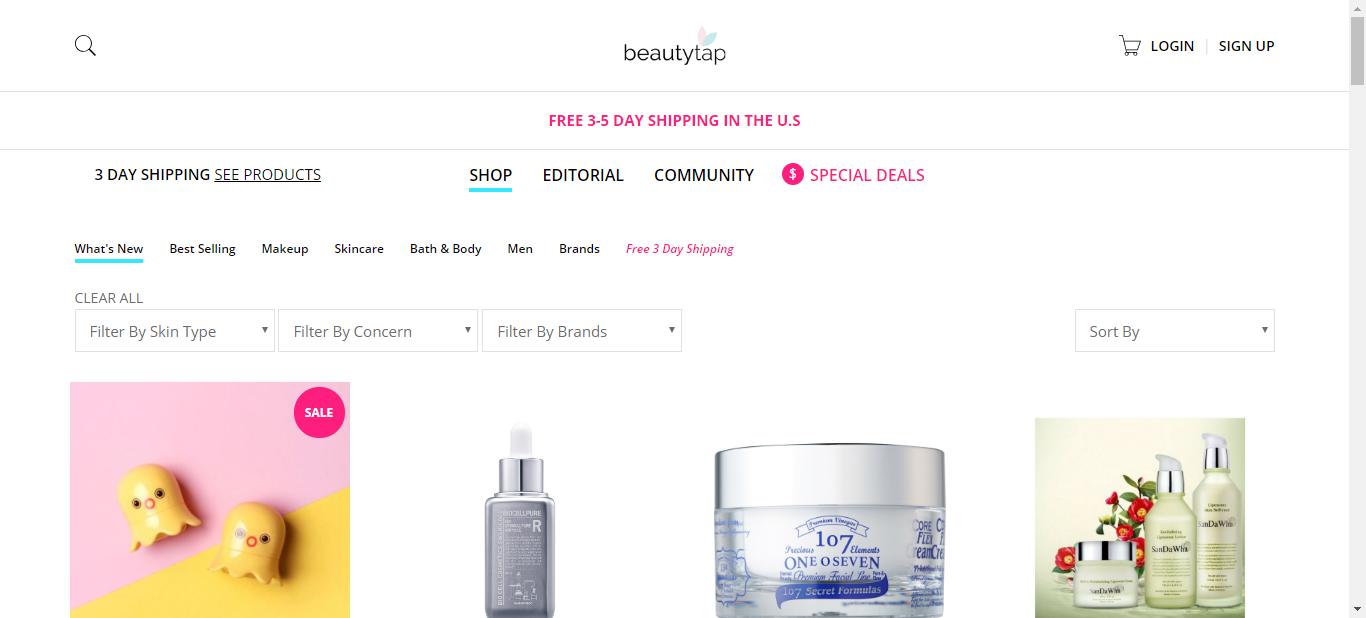 beautytap
LOGIN
SIGN UP
FREE 3-5 DAY SHIPPING IN THE U.S
3 DAY SHIPPING SEE PRODUCTS
SHOP
EDITORIAL
COMMUNITY
$ SPECIAL DEALS
What's New
Best Selling
Makeup
Skincare
Bath & Body
Men
Brands
Free 3 Day Shipping
CLEAR ALL
Filter By Skin Type
Filter By Concern
Filter By Brands
Sort By
SALE
BIOCELLPURE
R
Premium Vinegar
107
Precious Elements
ONE O SEVEN
Premium Facial Line
107 Secret Formulas
CORE
FLEX
Cream
SanDaWha
SanDaWha
SanDaWha